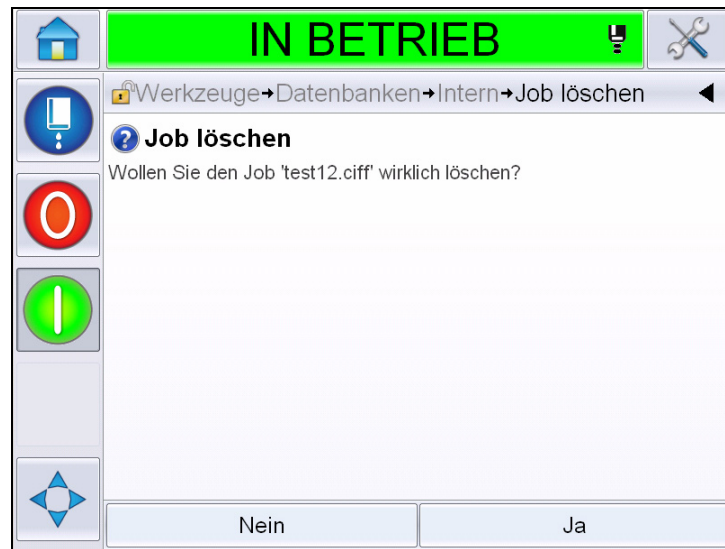 IN BETRIEB
Werkzeuge→Datenbanken→Intern→Job löschen
Job löschen
Wollen Sie den Job 'test12.ciff' wirklich löschen?
Nein Ja